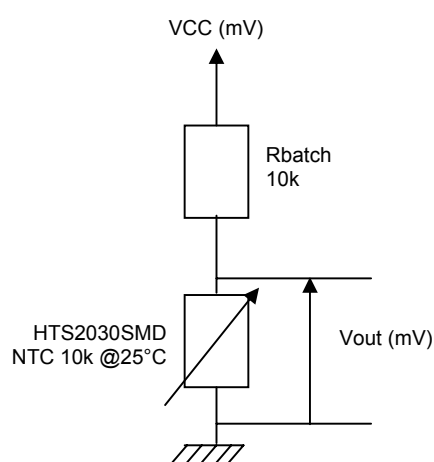 VCC (mV)
Rbatch
10k
HTS2030SMD
NTC 10k @25°C
Vout (mV)